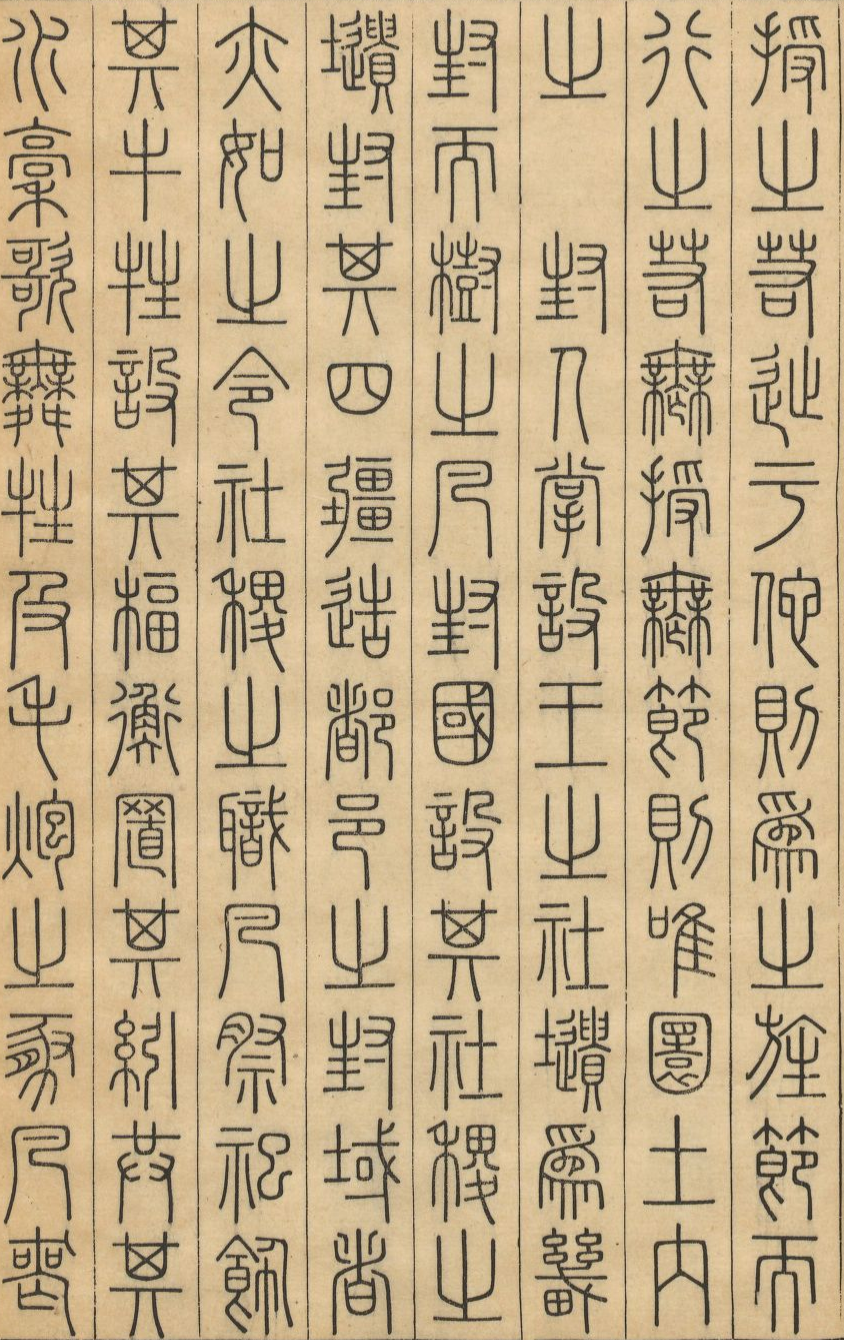 授之若徙于他則爲之旌節而
行之若無授無節則唯圜土内
之　封人掌設王之社壝爲畿
封而樹之凡封國設其社稷之
壝封其四疆造都邑之封域者
亦如之令社稷之職凡祭祀飾
其牛牲設其楅衡置其絼共其
水稾歌舞牲及毛炮之豚凡喪